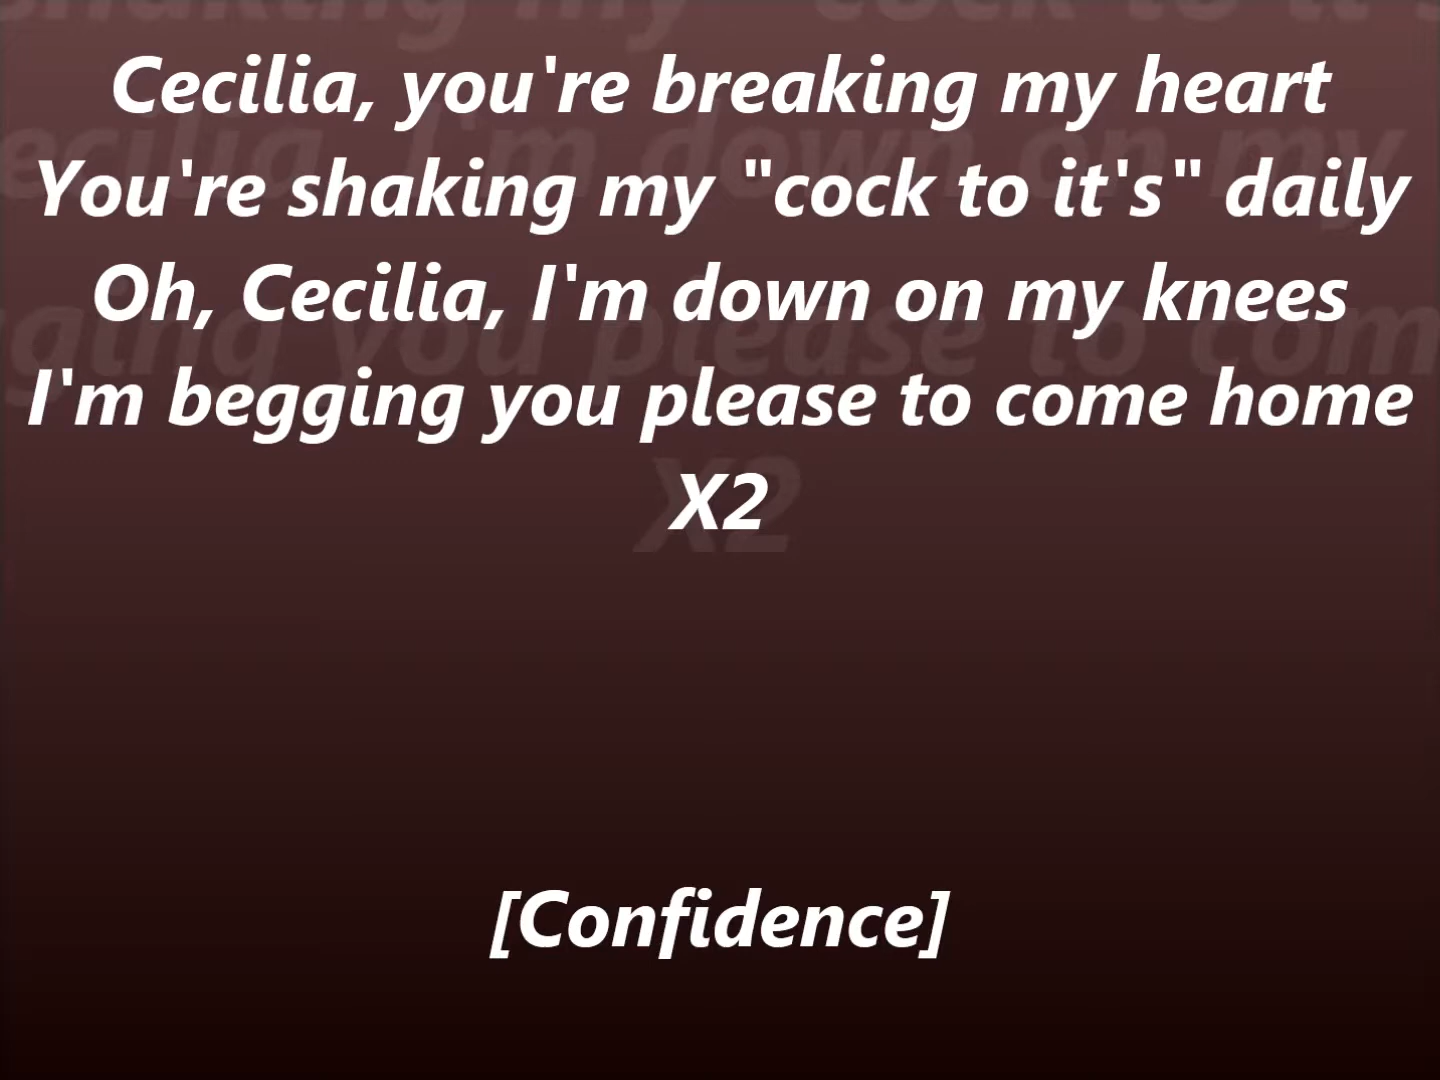 Cecilia, you're breaking my heart
You're shaking my "cock to it's" daily
Oh, Cecilia, I'm down on my knees
I'm begging you please to come home
X2
[Confidence]